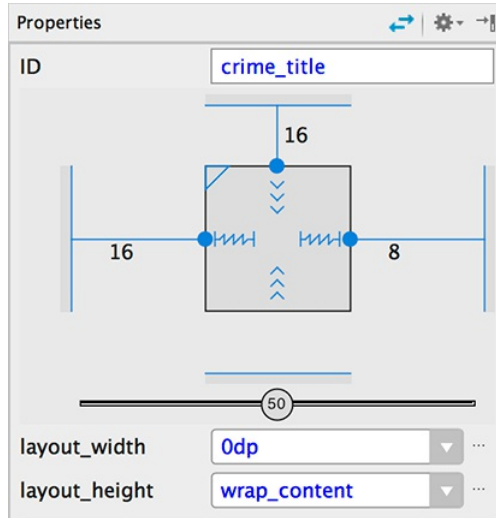 Properties
ID crime_title
16
16 8
50
layout_width 0dp
layout_height wrap_content